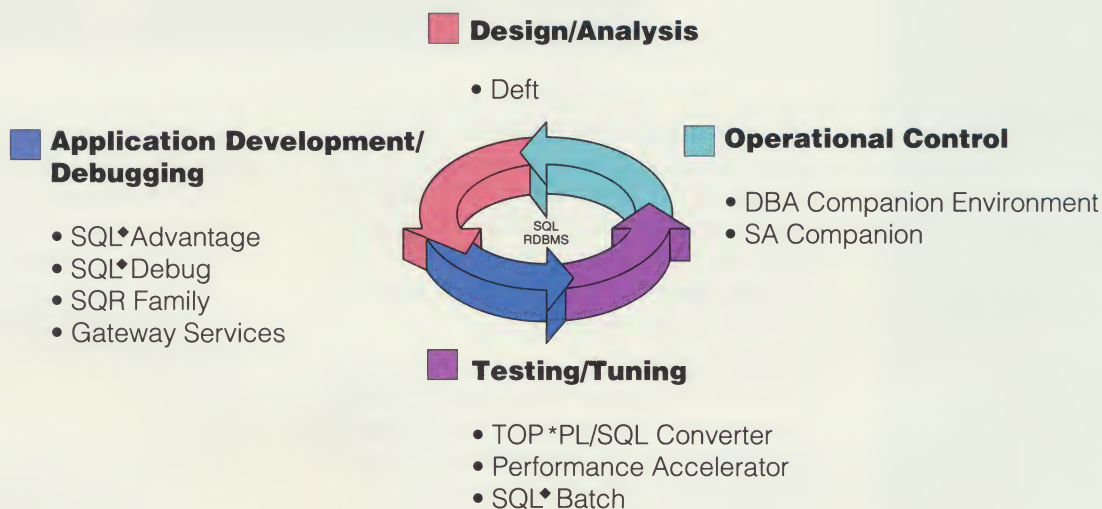 Design/Analysis
• Deft
Application Development/
Debugging
• SQL◆Advantage
• SQL◆Debug
• SQR Family
• Gateway Services
Operational Control
• DBA Companion Environment
• SA Companion
SQL
RDBMS
Testing/Tuning
• TOP *PL/SQL Converter
• Performance Accelerator
• SQL◆Batch